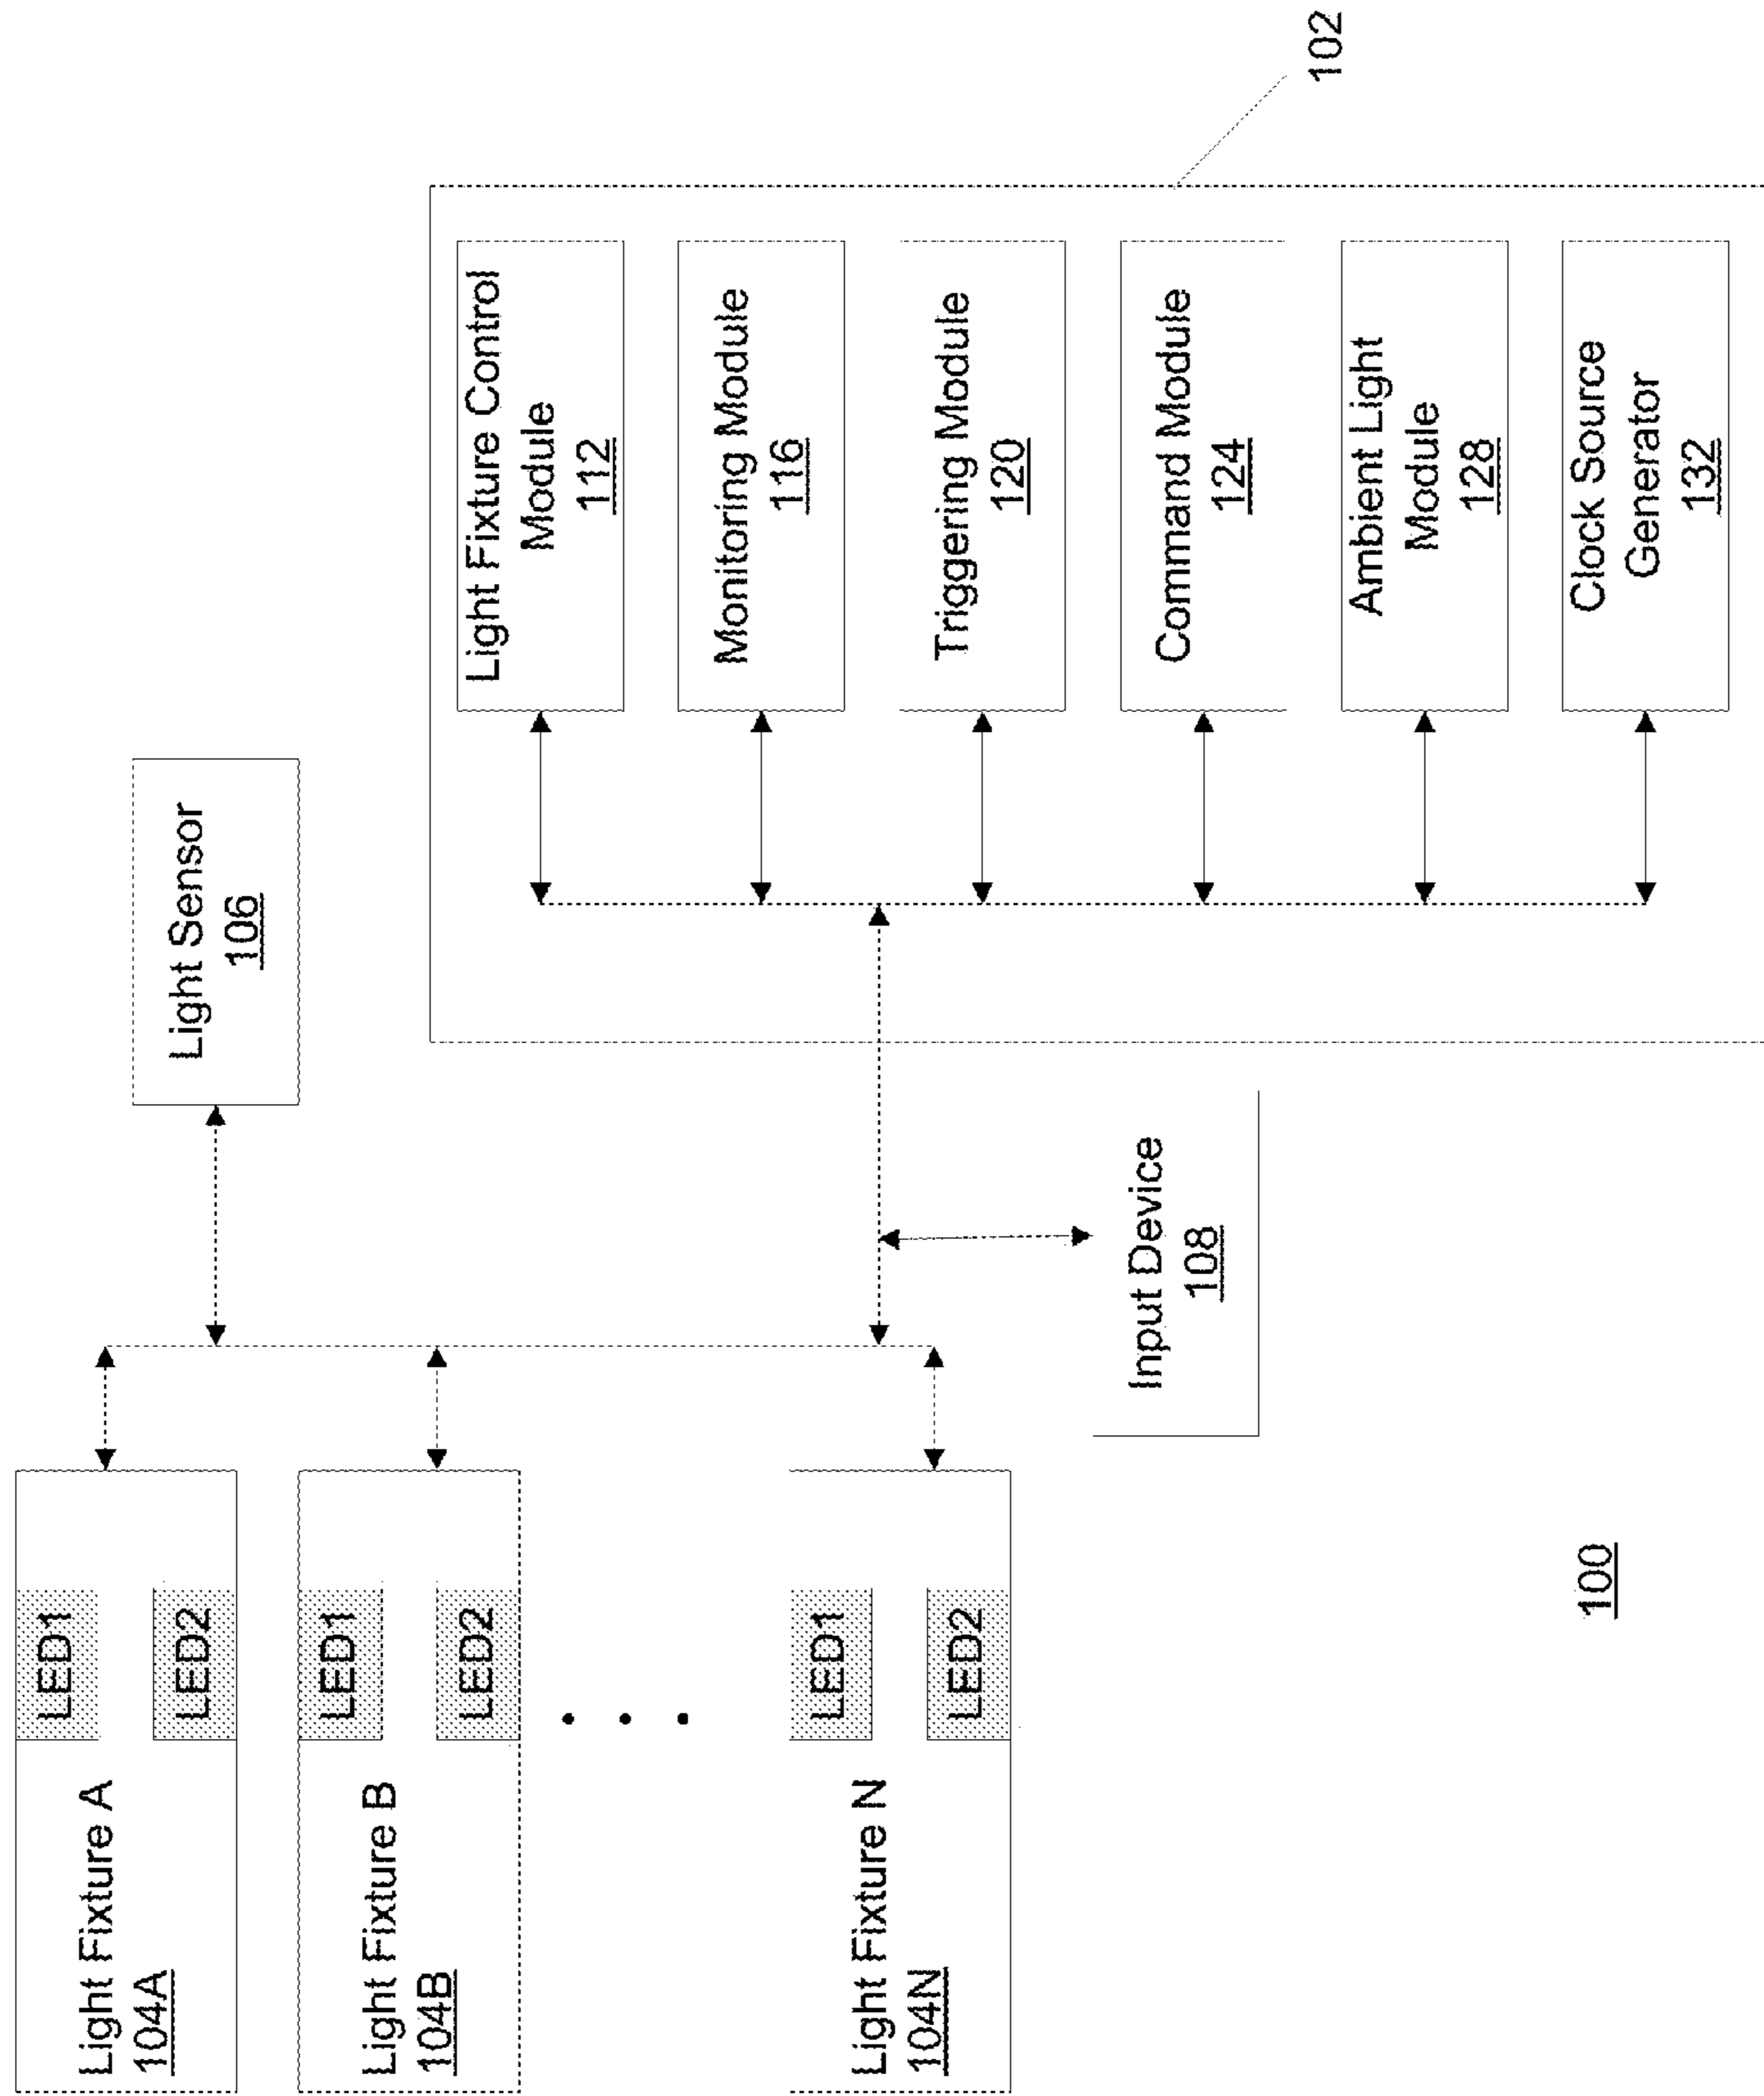 Light Fixture A
104A
LED1
LED2
Light Fixture B
104B
LED1
LED2
. . .
Light Fixture N
104N
LED1
LED2
Light Sensor
106
Input Device
108
Light Fixture Control
Module
112
Monitoring Module
116
Triggering Module
120
Command Module
124
Ambient Light
Module
128
Clock Source
Generator
132
102
100